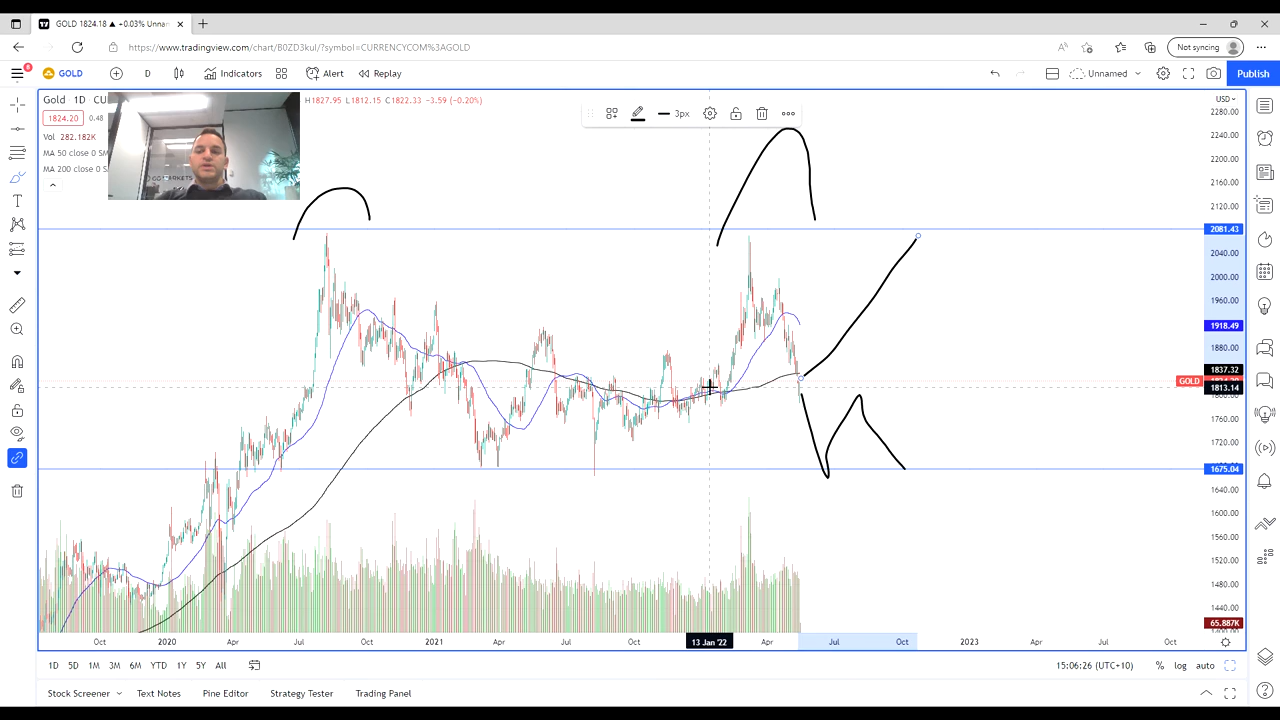 GOLD 1824.18 ▲ +0.03% Unnar
https://www.tradingview.com/chart/B0ZD3kul/?symbol=CURRENCYCOM%3AGOLD
Not syncing
8
GOLD
D
Indicators
Alert
Replay
Unnamed
Publish
Gold 1D CU
H1827.95 L1812.15 C1822.33 -3.59 (-0.20%)
USD
1824.20
0.48
3px
Vol 282.182K
MA 50 close 0 SM
MA 200 close 0 SM
MARKETS
2280.00
2240.00
2200.00
2160.00
2120.00
2081.43
2040.00
2000.00
1960.00
1918.49
1880.00
1837.32
GOLD
1813.14
1760.00
1720.00
1675.04
1640.00
1600.00
1560.00
1520.00
1480.00
1440.00
65.887K
Oct
2020
Apr
Jul
Oct
2021
Apr
Jul
Oct
13 Jan '22
Apr
Jul
Oct
2023
Apr
Jul
Oct
1D 5D 1M 3M 6M YTD 1Y 5Y All
15:06:26 (UTC+10)
% log auto
Stock Screener
Text Notes
Pine Editor
Strategy Tester
Trading Panel